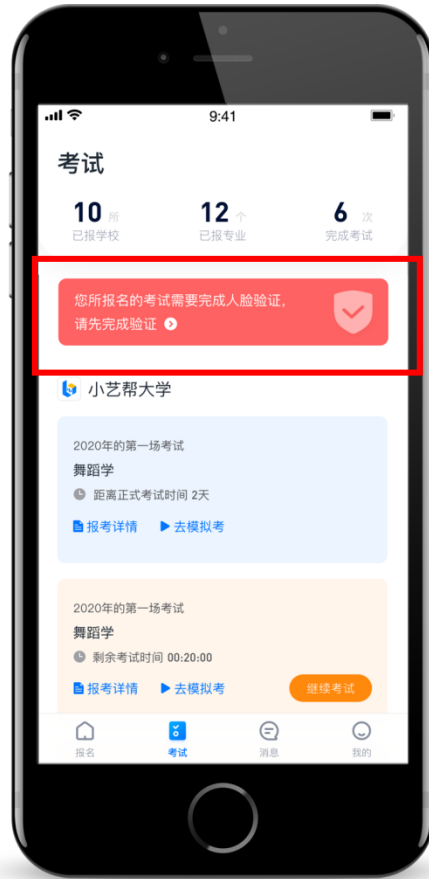 9:41
考试
10 所 12 个 6 次
已报学校 已报专业 完成考试
您所报名的考试需要完成人脸验证,
请先完成验证
小艺帮大学
2020年的第一场考试
舞蹈学
距离正式考试时间 2天
报考详情 去模拟考
2020年的第一场考试
舞蹈学
剩余考试时间 00:20:00
报考详情 去模拟考 继续考试
报名 考试 消息 我的